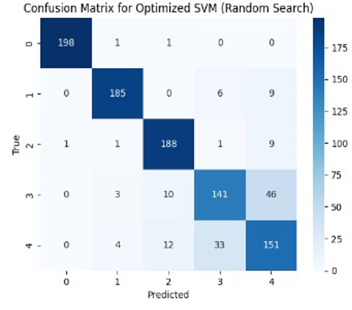 Confusion Matrix for Optimized SVM (Random Search)
0 198 1 1 0 0
1 0 185 0 6 9
2 1 1 188 1 9
3 0 3 10 141 46
4 0 4 12 33 151
0 1 2 3 4
True
Predicted
175
150
125
100
75
50
25
0